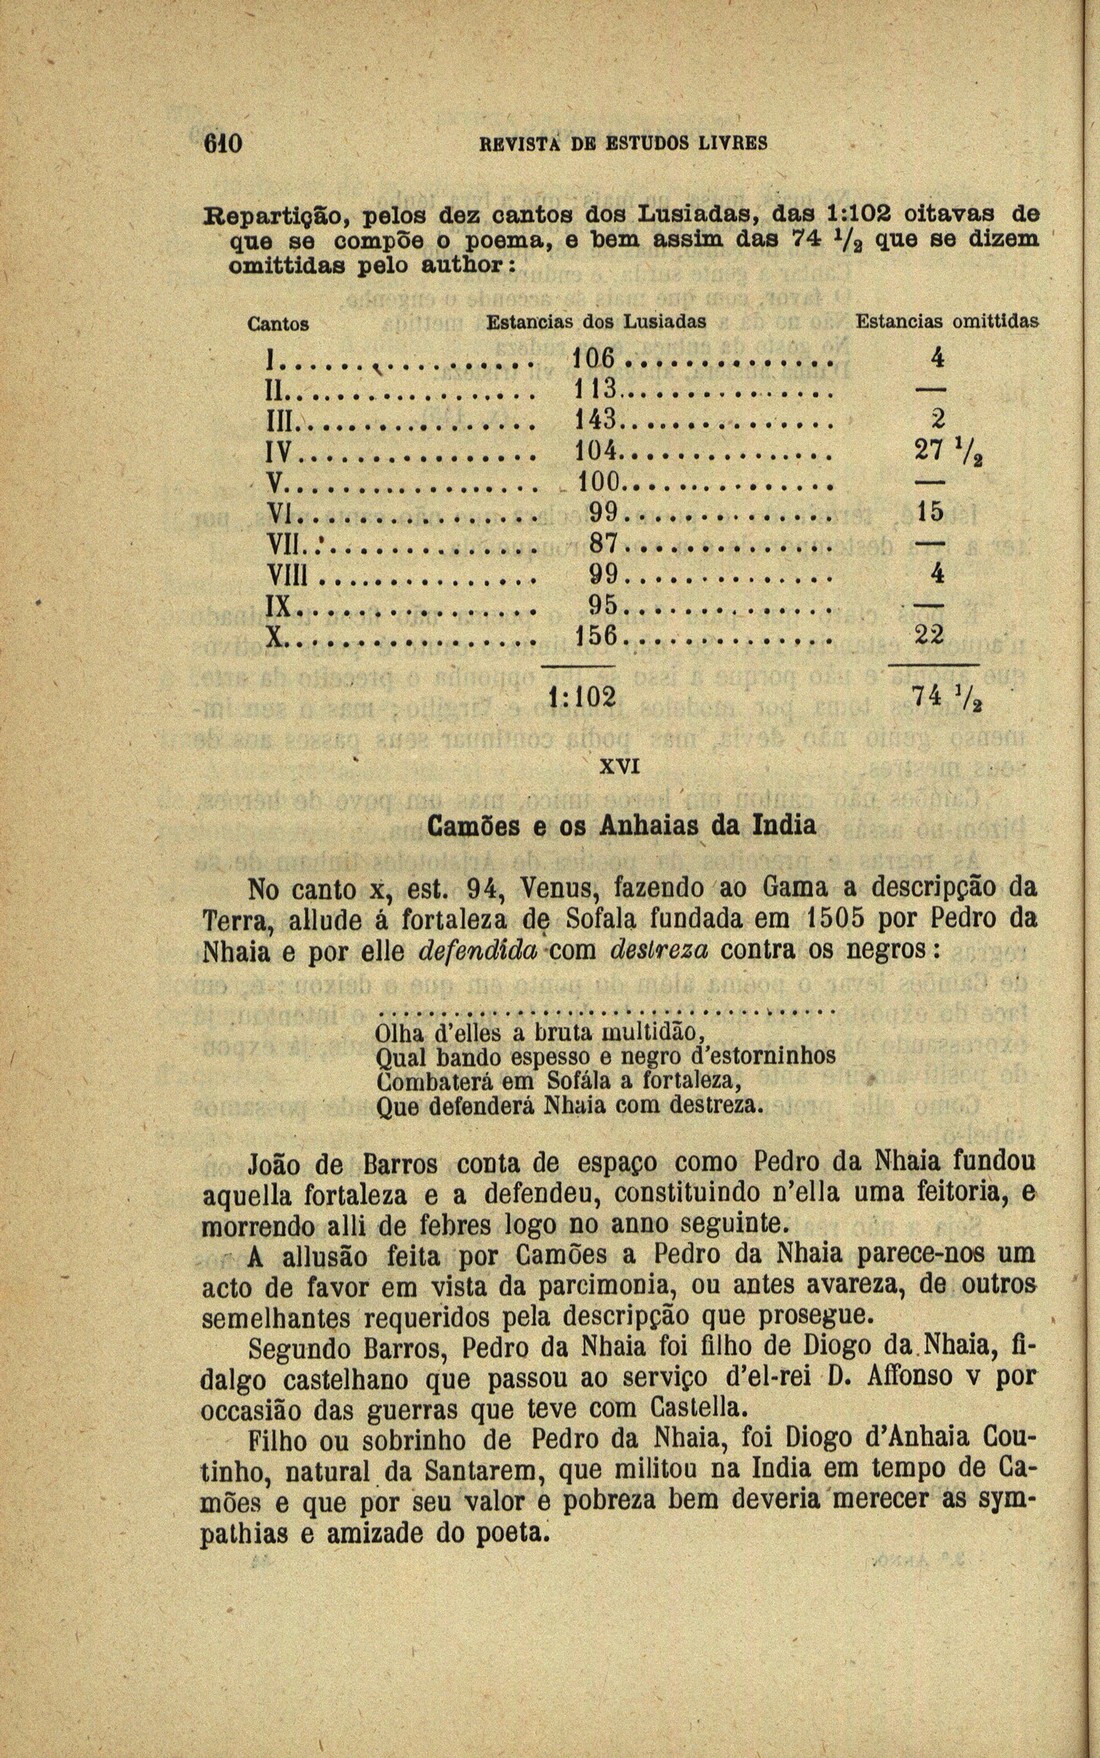 610 REVISTA DE ESTUDOS LIVRES
Repartição, pelos dez cantos dos Lusiadas, das 1:102 oitavas de
que se compõe o poema, e bem assim das 74 1/2 que se dizem
omittidas pelo author:
Cantos Estancias dos Lusiadas Estancias omittidas
I.................. 106.............. 4
II.................. 113.............. —
III.................. 143.............. 2
IV.................. 104.............. 27 1/2
V.................. 100.............. —
VI.................. 99.............. 15
VII.................. 87.............. —
VIII.................. 99.............. 4
IX.................. 95.............. —
X.................. 156.............. 22
1:102 74 1/2
XVI
Camões e os Anhaias da India
No canto X, est. 94, Venus, fazendo ao Gama a descripção da
Terra, allude á fortaleza de Sofala fundada em 1505 por Pedro da
Nhaia e por elle defendida com destreza contra os negros:
....................................
Olha d'elles a bruta multidão,
Qual bando espesso e negro d'estorninhos
Combaterá em Sofála a fortaleza,
Que defenderá Nhaia com destreza.
João de Barros conta de espaço como Pedro da Nhaia fundou
aquella fortaleza e a defendeu, constituindo n'ella uma feitoria, e
morrendo alli de febres logo no anno seguinte.
A allusão feita por Camões a Pedro da Nhaia parece-nos um
acto de favor em vista da parcimonia, ou antes avareza, de outros
semelhantes requeridos pela descripção que prosegue.
Segundo Barros, Pedro da Nhaia foi filho de Diogo da Nhaia, fi-
dalgo castelhano que passou ao serviço d'el-rei D. Affonso V por
occasião das guerras que teve com Castella.
Filho ou sobrinho de Pedro da Nhaia, foi Diogo d'Anhaia Cou-
tinho, natural da Santarem, que militou na India em tempo de Ca-
mões e que por seu valor e pobreza bem deveria merecer as sym-
pathias e amizade do poeta.